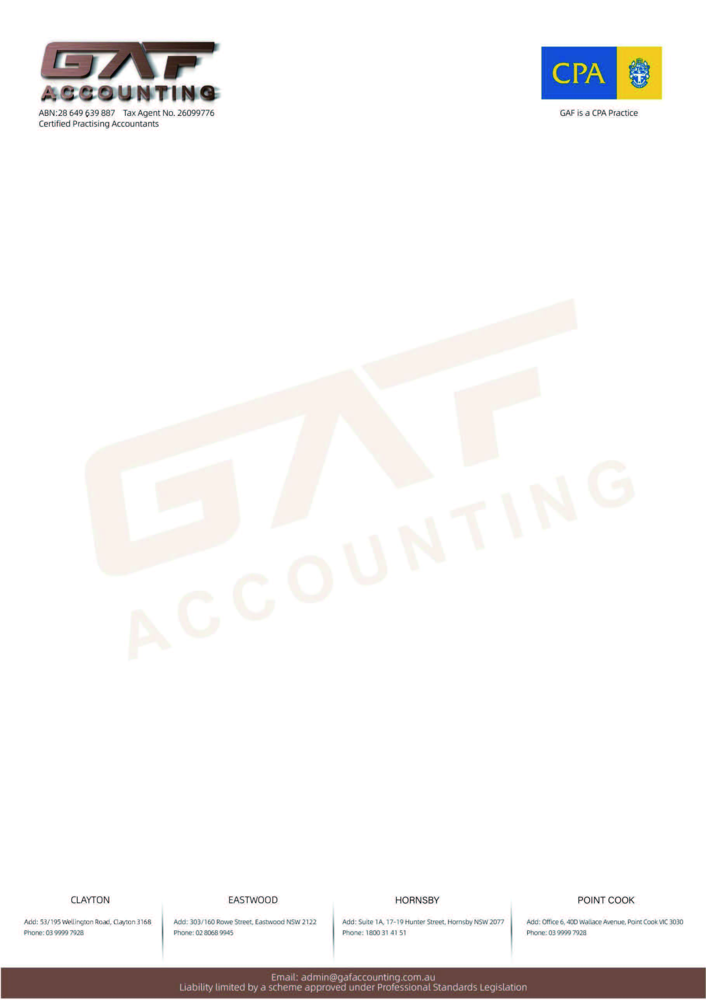 GAF
ACCOUNTING
ABN:28 649 639 887 Tax Agent No. 26099776
Certified Practising Accountants
CPA
GAF is a CPA Practice
GAF
ACCOUNTING
CLAYTON
Add: 53/195 Wellington Road, Clayton 3168
Phone: 03 9999 7928
EASTWOOD
Add: 303/160 Rowe Street, Eastwood NSW 2122
Phone: 02 8068 9945
HORNSBY
Add: Suite 1A, 17-19 Hunter Street, Hornsby NSW 2077
Phone: 1800 31 41 51
POINT COOK
Add: Office 6, 40D Wallace Avenue, Point Cook VIC 3030
Phone: 03 9999 7928
Email: admin@gafaccounting.com.au
Liability limited by a scheme approved under Professional Standards Legislation